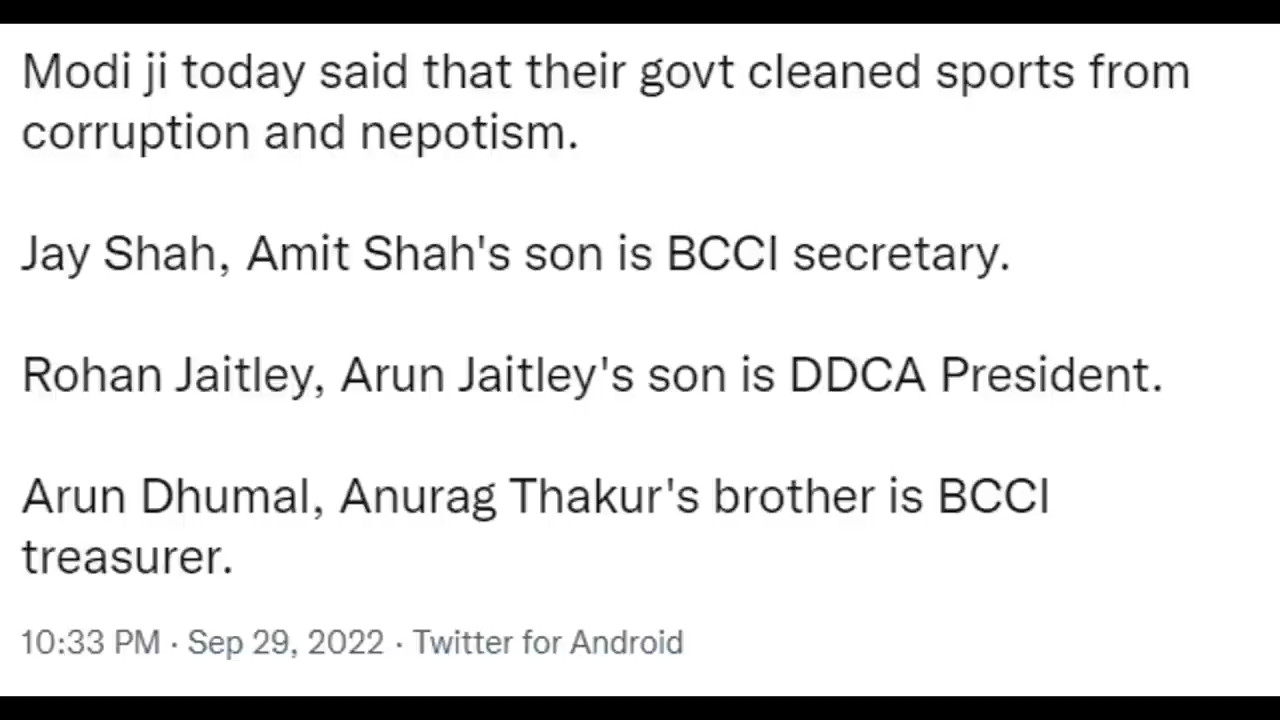 Modi ji today said that their govt cleaned sports from
corruption and nepotism.
Jay Shah, Amit Shah's son is BCCI secretary.
Rohan Jaitley, Arun Jaitley's son is DDCA President.
Arun Dhumal, Anurag Thakur's brother is BCCI
treasurer.
10:33 PM · Sep 29, 2022 · Twitter for Android